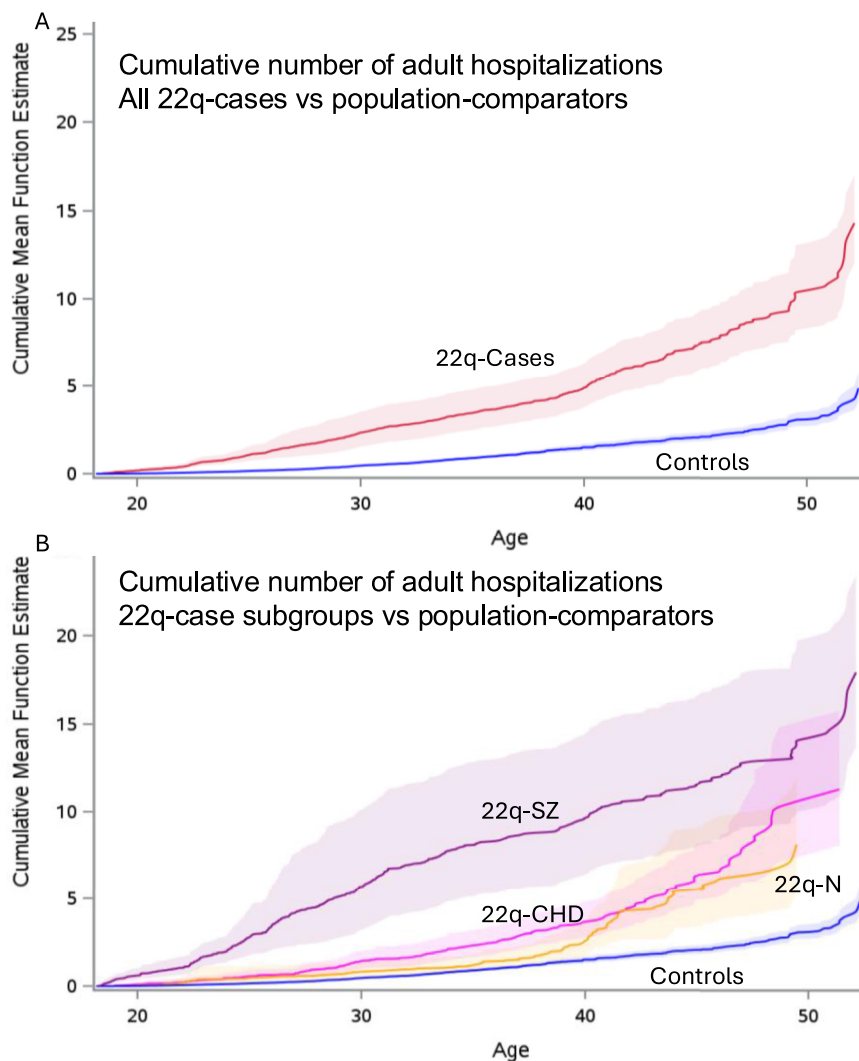 A
Cumulative number of adult hospitalizations
All 22q-cases vs population-comparators
Cumulative Mean Function Estimate
25
20
15
10
5
0
22q-Cases
Controls
20
30
40
50
Age
B
Cumulative number of adult hospitalizations
22q-case subgroups vs population-comparators
Cumulative Mean Function Estimate
20
15
10
5
0
22q-SZ
22q-CHD
22q-N
Controls
20
30
40
50
Age